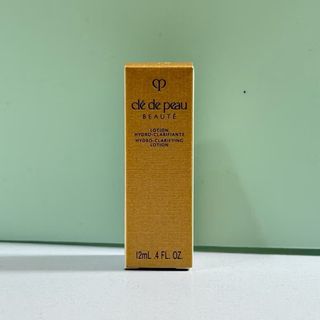 clé de peau
BEAUTÉ
LOTION
HYDRO-CLARIFIANTE
HYDRO-CLARIFYING
LOTION
12mL .4 FL. OZ.